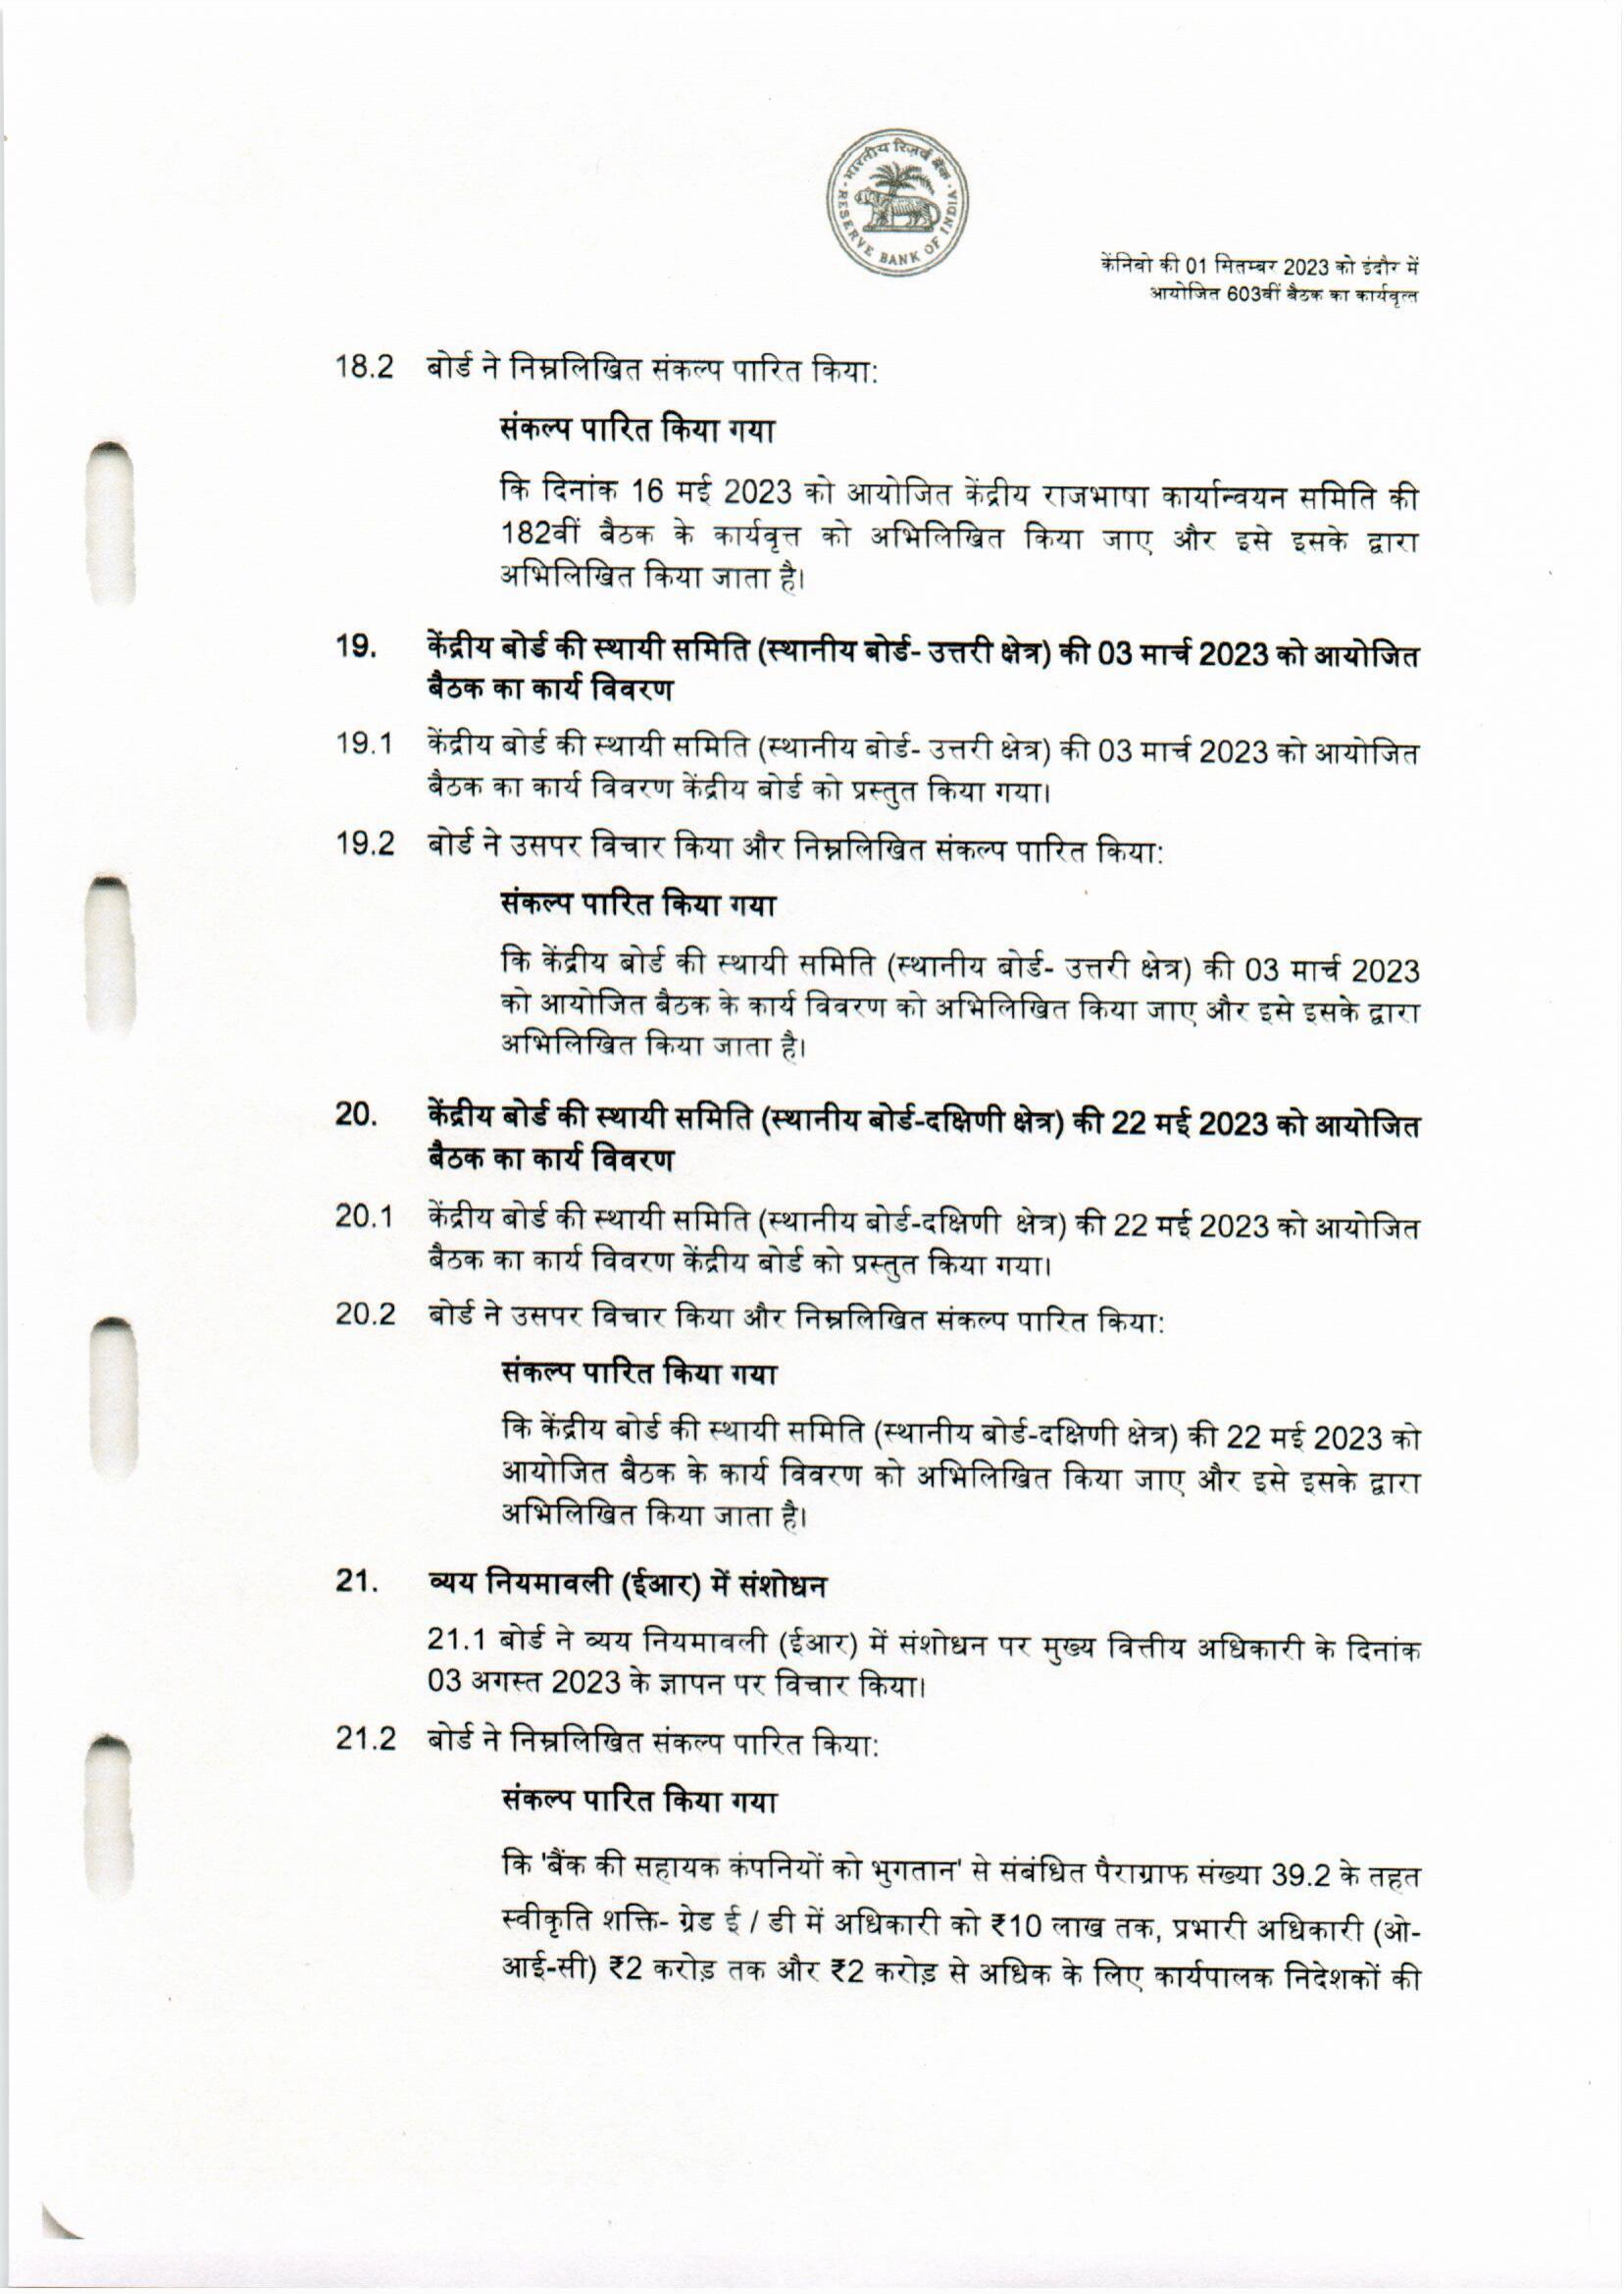 भारतीय रिज़र्व बैंक
RESERVE BANK OF INDIA
केंनिबो की 01 सितम्बर 2023 को इंदौर में
आयोजित 603वीं बैठक का कार्यवृत्त
18.2 बोर्ड ने निम्नलिखित संकल्प पारित किया:
संकल्प पारित किया गया
कि दिनांक 16 मई 2023 को आयोजित केंद्रीय राजभाषा कार्यान्वयन समिति की
182वीं बैठक के कार्यवृत्त को अभिलिखित किया जाए और इसे इसके द्वारा
अभिलिखित किया जाता है।
19. केंद्रीय बोर्ड की स्थायी समिति (स्थानीय बोर्ड- उत्तरी क्षेत्र) की 03 मार्च 2023 को आयोजित
बैठक का कार्य विवरण
19.1 केंद्रीय बोर्ड की स्थायी समिति (स्थानीय बोर्ड- उत्तरी क्षेत्र) की 03 मार्च 2023 को आयोजित
बैठक का कार्य विवरण केंद्रीय बोर्ड को प्रस्तुत किया गया।
19.2 बोर्ड ने उसपर विचार किया और निम्नलिखित संकल्प पारित किया:
संकल्प पारित किया गया
कि केंद्रीय बोर्ड की स्थायी समिति (स्थानीय बोर्ड- उत्तरी क्षेत्र) की 03 मार्च 2023
को आयोजित बैठक के कार्य विवरण को अभिलिखित किया जाए और इसे इसके द्वारा
अभिलिखित किया जाता है।
20. केंद्रीय बोर्ड की स्थायी समिति (स्थानीय बोर्ड-दक्षिणी क्षेत्र) की 22 मई 2023 को आयोजित
बैठक का कार्य विवरण
20.1 केंद्रीय बोर्ड की स्थायी समिति (स्थानीय बोर्ड-दक्षिणी क्षेत्र) की 22 मई 2023 को आयोजित
बैठक का कार्य विवरण केंद्रीय बोर्ड को प्रस्तुत किया गया।
20.2 बोर्ड ने उसपर विचार किया और निम्नलिखित संकल्प पारित किया:
संकल्प पारित किया गया
कि केंद्रीय बोर्ड की स्थायी समिति (स्थानीय बोर्ड-दक्षिणी क्षेत्र) की 22 मई 2023 को
आयोजित बैठक के कार्य विवरण को अभिलिखित किया जाए और इसे इसके द्वारा
अभिलिखित किया जाता है।
21. व्यय नियमावली (ईआर) में संशोधन
21.1 बोर्ड ने व्यय नियमावली (ईआर) में संशोधन पर मुख्य वित्तीय अधिकारी के दिनांक
03 अगस्त 2023 के ज्ञापन पर विचार किया।
21.2 बोर्ड ने निम्नलिखित संकल्प पारित किया:
संकल्प पारित किया गया
कि 'बैंक की सहायक कंपनियों को भुगतान' से संबंधित पैराग्राफ संख्या 39.2 के तहत
स्वीकृति शक्ति- ग्रेड ई / डी में अधिकारी को ₹10 लाख तक, प्रभारी अधिकारी (ओ-
आई-सी) ₹2 करोड़ तक और ₹2 करोड़ से अधिक के लिए कार्यपालक निदेशकों की